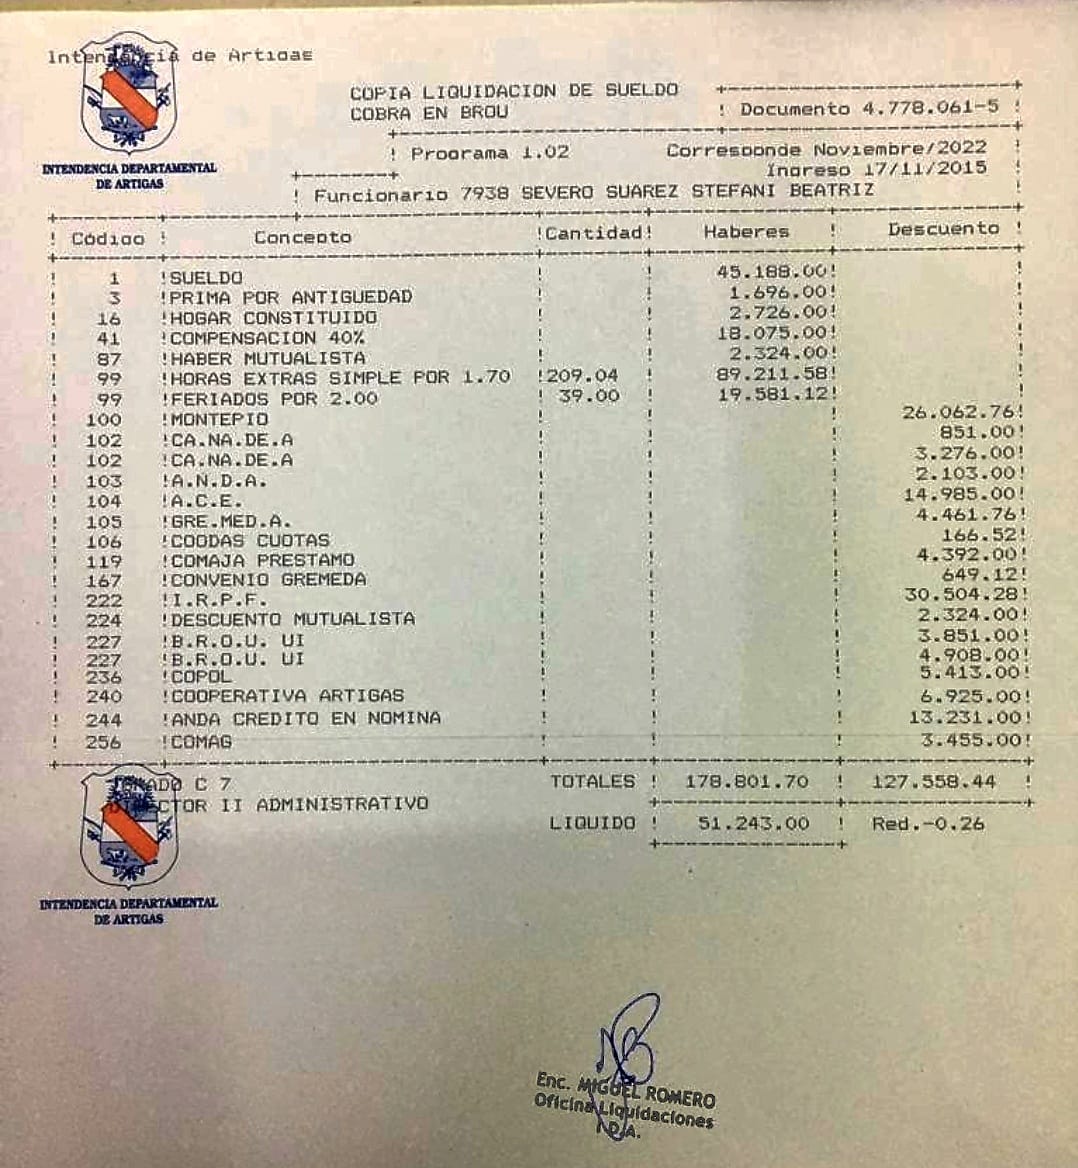 Intendencia de Artigas
INTENDENCIA DEPARTAMENTAL
DE ARTIGAS
COPIA LIQUIDACION DE SUELDO
COBRA EN BROU
! Documento 4.778.061-5 !
! Programa 1.02 Corresponde Noviembre/2022 !
Ingreso 17/11/2015 !
! Funcionario 7938 SEVERO SUAREZ STEFANI BEATRIZ !
! Código ! Concepto !Cantidad! Haberes ! Descuento !
! 1 !SUELDO ! ! 45.188.00! !
! 3 !PRIMA POR ANTIGUEDAD ! ! 1.696.00! !
! 16 !HOGAR CONSTITUIDO ! ! 2.726.00! !
! 41 !COMPENSACION 40% ! ! 18.075.00! !
! 87 !HABER MUTUALISTA ! ! 2.324.00! !
! 99 !HORAS EXTRAS SIMPLE POR 1.70 !209.04 ! 89.211.58! !
! 99 !FERIADOS POR 2.00 ! 39.00 ! 19.581.12! !
! 100 !MONTEPIO ! ! ! 26.062.76!
! 102 !CA.NA.DE.A ! ! ! 851.00!
! 102 !CA.NA.DE.A ! ! ! 3.276.00!
! 103 !A.N.D.A. ! ! ! 2.103.00!
! 104 !A.C.E. ! ! ! 14.985.00!
! 105 !GRE.MED.A. ! ! ! 4.461.76!
! 106 !COODAS CUOTAS ! ! ! 166.52!
! 119 !COMAJA PRESTAMO ! ! ! 4.392.00!
! 167 !CONVENIO GREMEDA ! ! ! 649.12!
! 222 !I.R.P.F. ! ! ! 30.504.28!
! 224 !DESCUENTO MUTUALISTA ! ! ! 2.324.00!
! 227 !B.R.O.U. UI ! ! ! 3.851.00!
! 227 !B.R.O.U. UI ! ! ! 4.908.00!
! 236 !COPOL ! ! ! 5.413.00!
! 240 !COOPERATIVA ARTIGAS ! ! ! 6.925.00!
! 244 !ANDA CREDITO EN NOMINA ! ! ! 13.231.00!
! 256 !COMAG ! ! ! 3.455.00!
GRADO C 7 TOTALES ! 178.801.70 ! 127.558.44 !
DIRECTOR II ADMINISTRATIVO
LIQUIDO ! 51.243.00 ! Red.-0.26
INTENDENCIA DEPARTAMENTAL
DE ARTIGAS
Enc. MIGUEL ROMERO
Oficina Liquidaciones